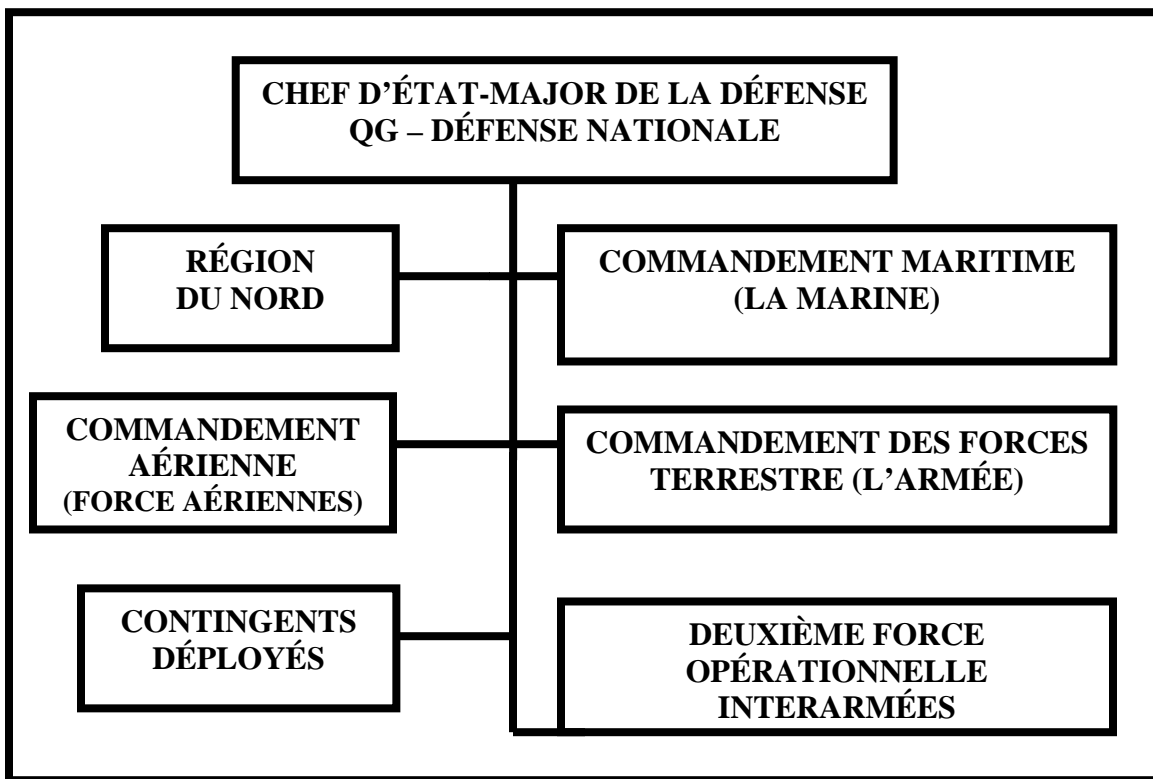 CHEF D'ÉTAT-MAJOR DE LA DÉFENSE
QG – DÉFENSE NATIONALE
RÉGION
DU NORD
COMMANDEMENT MARITIME
(LA MARINE)
COMMANDEMENT
AÉRIENNE
(FORCE AÉRIENNES)
COMMANDEMENT DES FORCES
TERRESTRE (L'ARMÉE)
CONTINGENTS
DÉPLOYÉS
DEUXIÈME FORCE
OPÉRATIONNELLE
INTERARMÉES